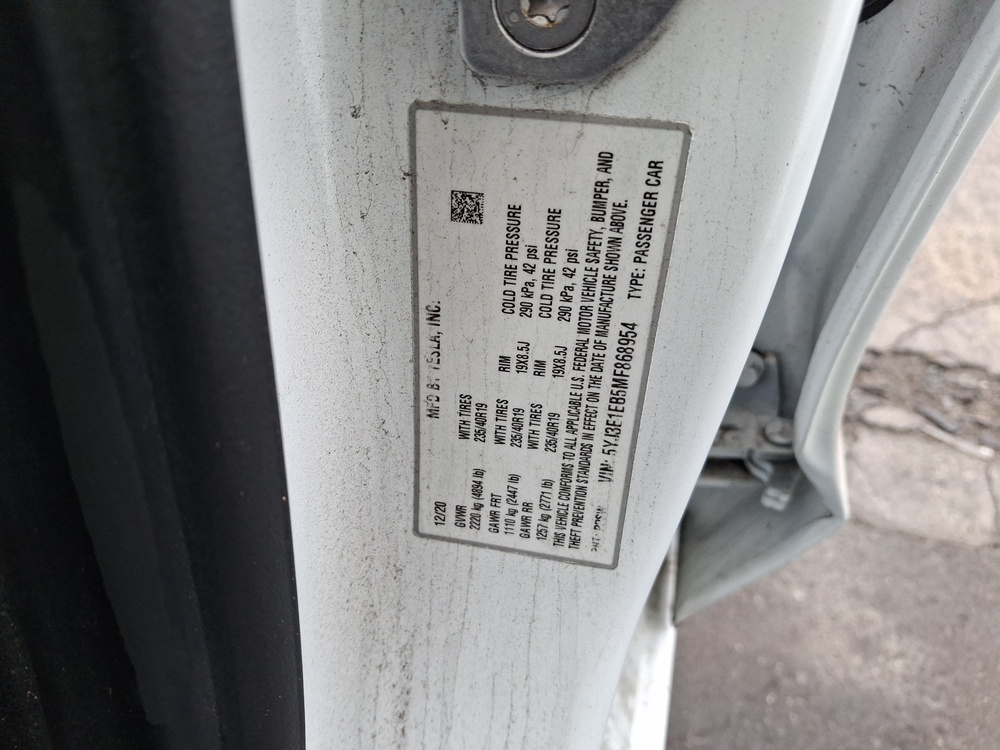 MFD BY TESLA, INC.
12/20
GVWR WITH TIRES RIM COLD TIRE PRESSURE
2220 kg (4894 lb) 235/40R19 19X8.5J 290 kPa, 42 psi
GAWR FRT WITH TIRES RIM COLD TIRE PRESSURE
1110 kg (2447 lb) 235/40R19 19X8.5J 290 kPa, 42 psi
GAWR RR WITH TIRES
1257 kg (2771 lb) 235/40R19
THIS VEHICLE CONFORMS TO ALL APPLICABLE U.S. FEDERAL MOTOR VEHICLE SAFETY, BUMPER, AND
THEFT PREVENTION STANDARDS IN EFFECT ON THE DATE OF MANUFACTURE SHOWN ABOVE.
VIN: 5YJ3E1EB5MF868954 TYPE: PASSENGER CAR